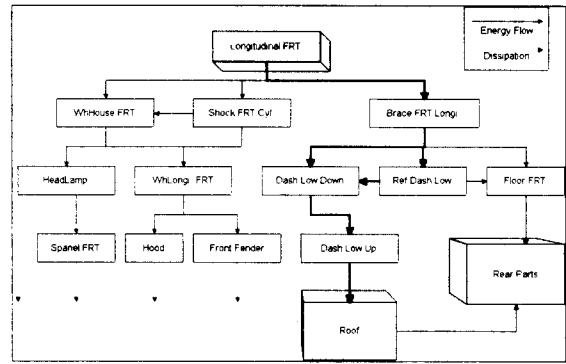 Energy Flow
Dissipation
Longitudinal FRT
WhHouse FRT
Shock FRT Cyl
Brace FRT Longi
HeadLamp
WhLongi FRT
Dash Low Down
Ref Dash Low
Floor FRT
Spanel FRT
Hood
Front Fender
Dash Low Up
Rear Parts
Roof